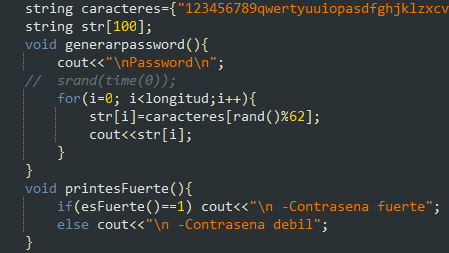 string caracteres={"123456789qwertyuuiopasdfghjklzxcv
string str[100];
void generarpassword(){
cout<<"\nPassword\n";
// srand(time(0));
for(i=0; i<longitud;i++){
str[i]=caracteres[rand()%62];
cout<<str[i];
}
}
void printesFuerte(){
if(esFuerte()==1) cout<<"\n -Contrasena fuerte";
else cout<<"\n -Contrasena debil";
}